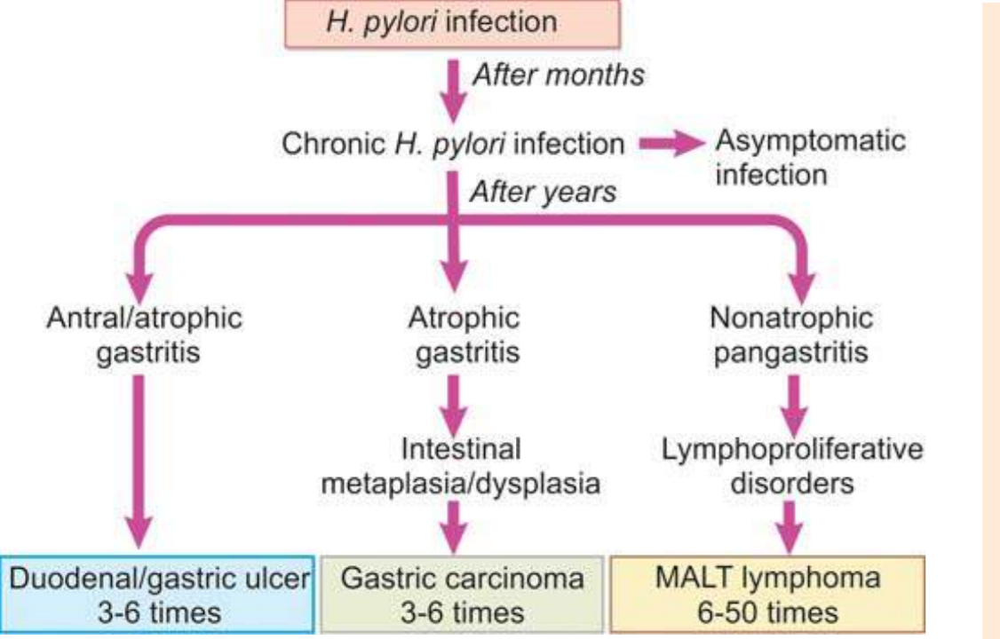 H. pylori infection
After months
Chronic H. pylori infection
Asymptomatic
infection
After years
Antral/atrophic
gastritis
Atrophic
gastritis
Nonatrophic
pangastritis
Intestinal
metaplasia/dysplasia
Lymphoproliferative
disorders
Duodenal/gastric ulcer
3-6 times
Gastric carcinoma
3-6 times
MALT lymphoma
6-50 times